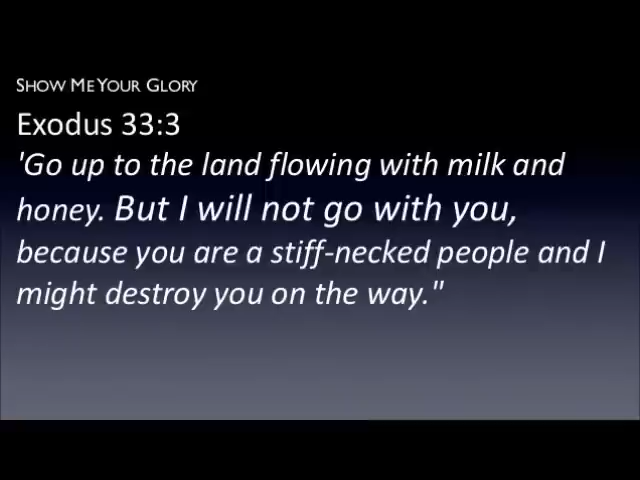 SHOW ME YOUR GLORY
Exodus 33:3
'Go up to the land flowing with milk and
honey. But I will not go with you,
because you are a stiff-necked people and I
might destroy you on the way."